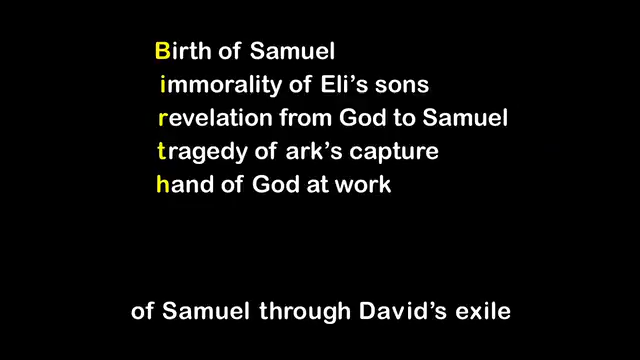 Birth of Samuel
immorality of Eli’s sons
revelation from God to Samuel
tragedy of ark’s capture
hand of God at work
of Samuel through David’s exile